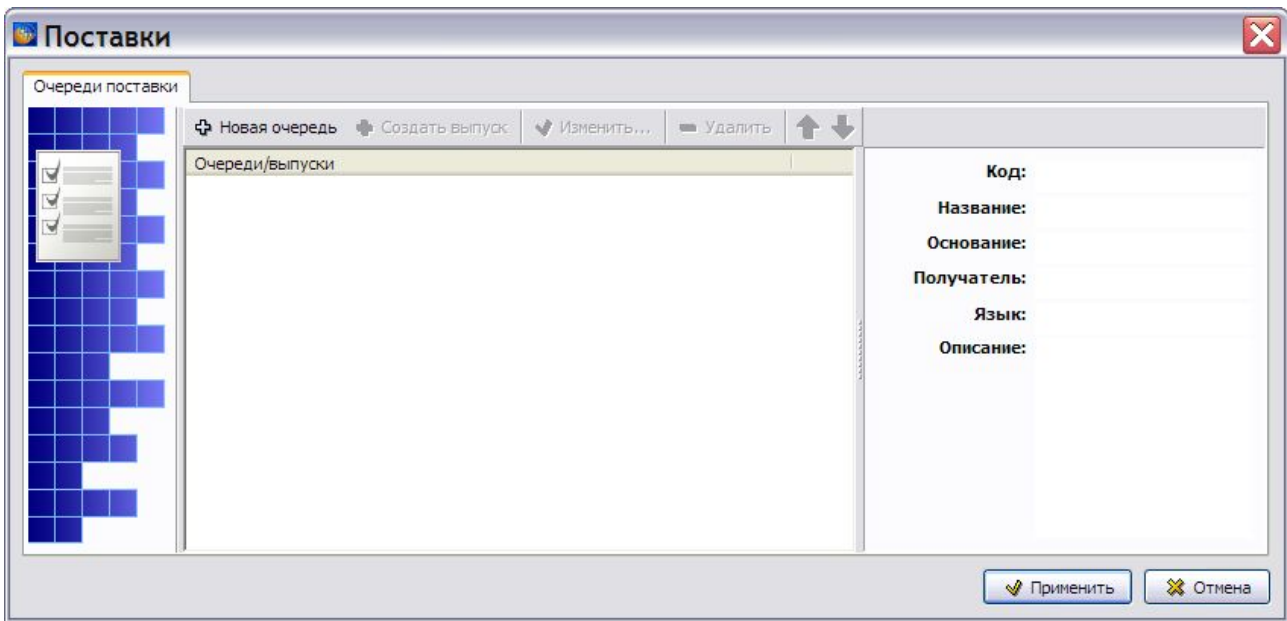 Поставки
Очереди поставки
Новая очередь Создать выпуск Изменить... Удалить
Очереди/выпуски
Код:
Название:
Основание:
Получатель:
Язык:
Описание:
Применить Отмена